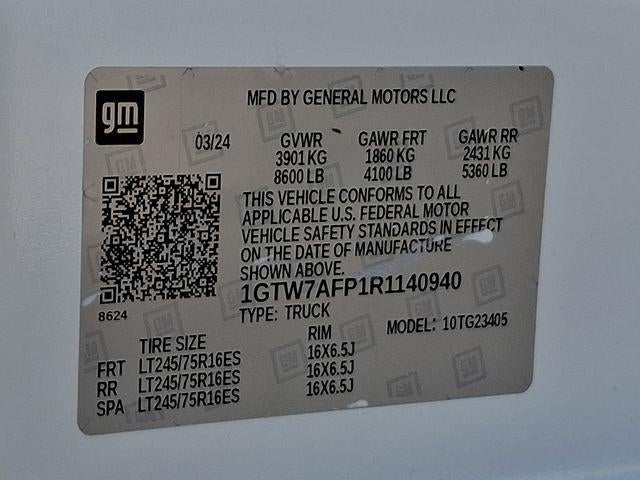 gm
MFD BY GENERAL MOTORS LLC
03/24 GVWR GAWR FRT GAWR RR
3901 KG 1860 KG 2431 KG
8600 LB 4100 LB 5360 LB
THIS VEHICLE CONFORMS TO ALL
APPLICABLE U.S. FEDERAL MOTOR
VEHICLE SAFETY STANDARDS IN EFFECT
ON THE DATE OF MANUFACTURE
SHOWN ABOVE.
1GTW7AFP1R1140940
8624
TYPE: TRUCK
MODEL: 10TG23405
TIRE SIZE RIM
FRT LT245/75R16ES 16X6.5J
RR LT245/75R16ES 16X6.5J
SPA LT245/75R16ES 16X6.5J